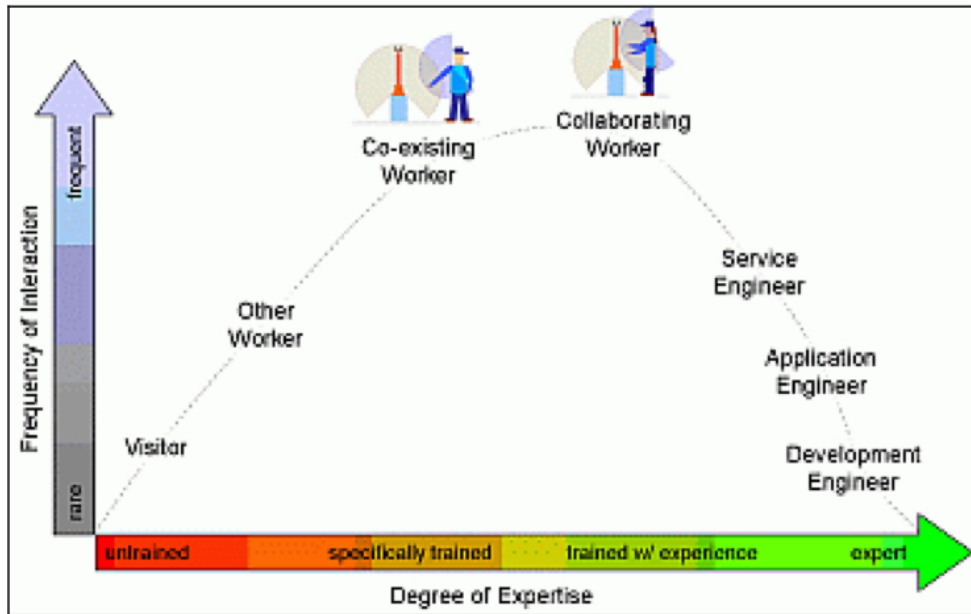 Collaborating
Worker
Co-existing
Worker
frequent
Frequency of Interaction
Service
Engineer
Other
Worker
Application
Engineer
Visitor
Development
Engineer
rare
untrained
specifically trained
trained w/ experience
expert
Degree of Expertise